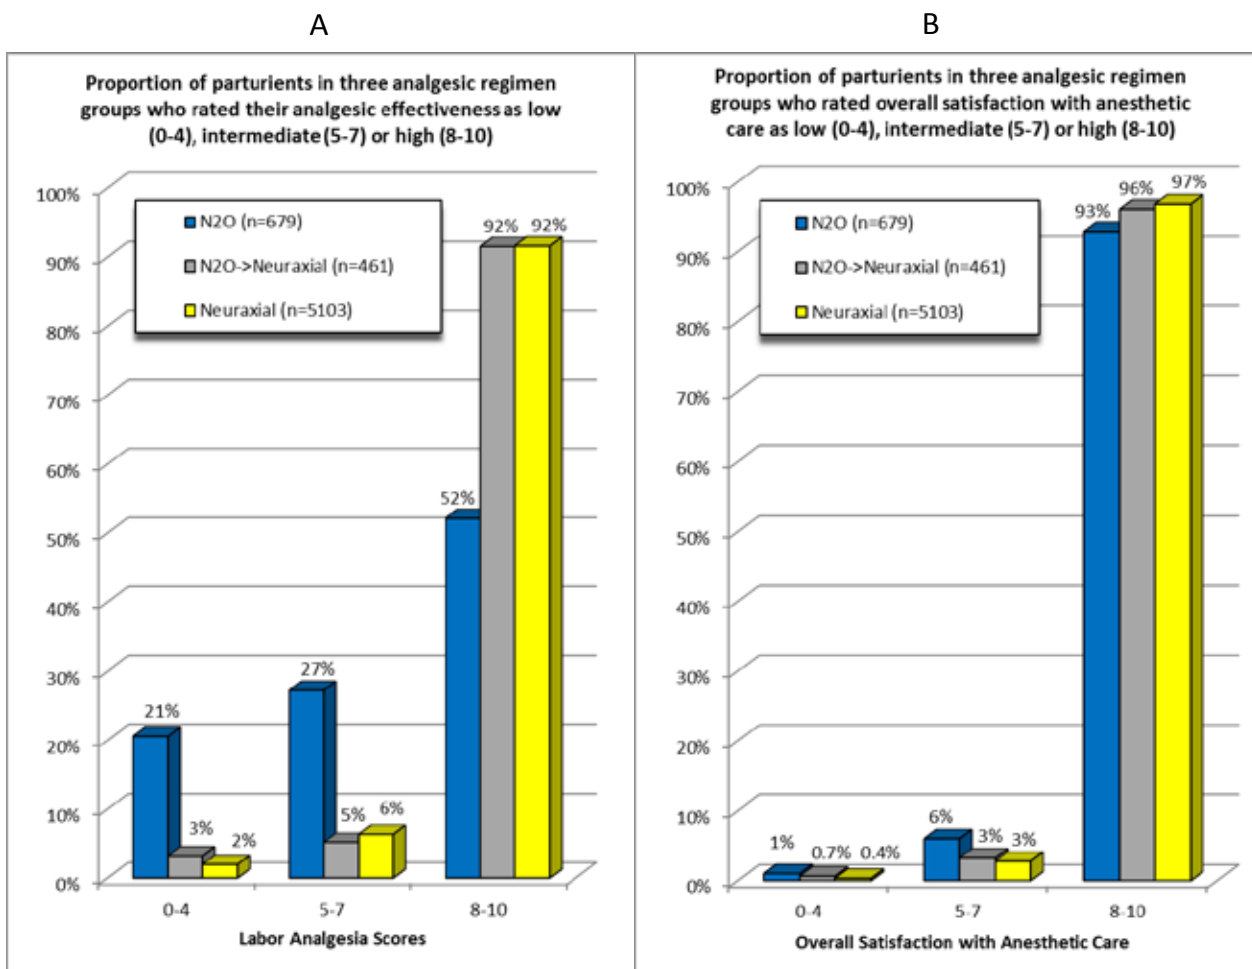 A
B
Proportion of parturients in three analgesic regimen
groups who rated their analgesic effectiveness as low
(0-4), intermediate (5-7) or high (8-10)
100%
90%
80%
70%
60%
50%
40%
30%
20%
10%
0%
N2O (n=679)
N2O->Neuraxial (n=461)
Neuraxial (n=5103)
21%
3%
2%
27%
5%
6%
52%
92%
92%
0-4
5-7
8-10
Labor Analgesia Scores
Proportion of parturients in three analgesic regimen
groups who rated overall satisfaction with anesthetic
care as low (0-4), intermediate (5-7) or high (8-10)
100%
90%
80%
70%
60%
50%
40%
30%
20%
10%
0%
N2O (n=679)
N2O->Neuraxial (n=461)
Neuraxial (n=5103)
1%
0.7%
0.4%
6%
3%
3%
93%
96%
97%
0-4
5-7
8-10
Overall Satisfaction with Anesthetic Care